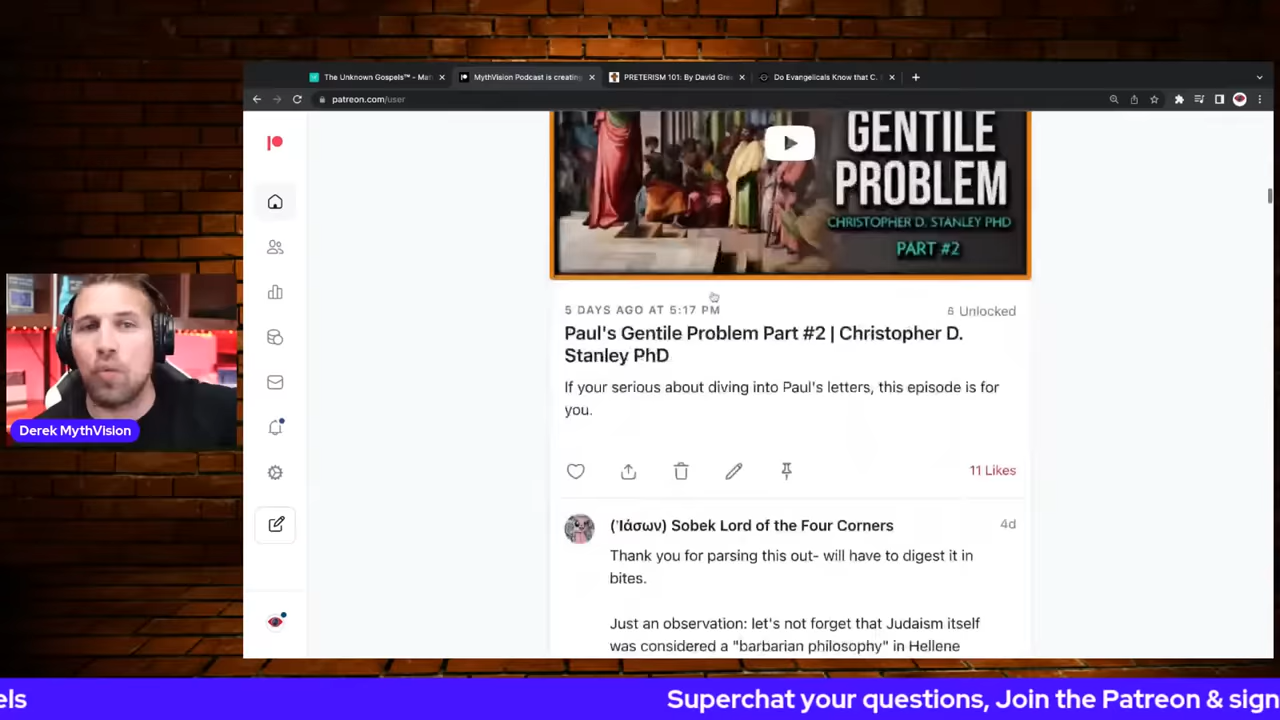 The Unknown Gospels™ - Mar
MythVision Podcast is creating
PRETERISM 101: By David Gree
Do Evangelicals Know that C.
patreon.com/user
GENTILE
PROBLEM
CHRISTOPHER D. STANLEY PHD
PART #2
5 DAYS AGO AT 5:17 PM
Unlocked
Paul's Gentile Problem Part #2 | Christopher D.
Stanley PhD
If your serious about diving into Paul's letters, this episode is for
you.
11 Likes
(Ἰάσων) Sobek Lord of the Four Corners
4d
Thank you for parsing this out- will have to digest it in
bites.
Just an observation: let's not forget that Judaism itself
was considered a "barbarian philosophy" in Hellene
Derek MythVision
els
Superchat your questions, Join the Patreon & sign